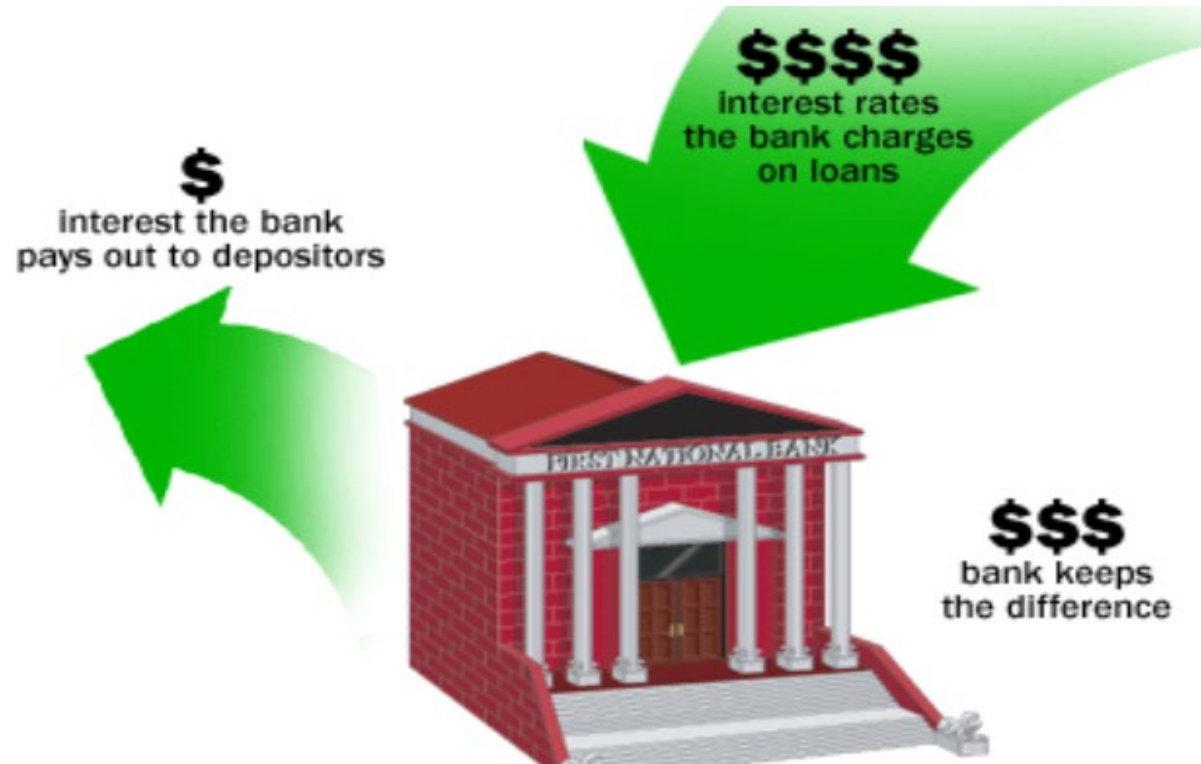 $$$$
interest rates
the bank charges
on loans
$
interest the bank
pays out to depositors
FIRST NATIONAL BANK
$$$
bank keeps
the difference